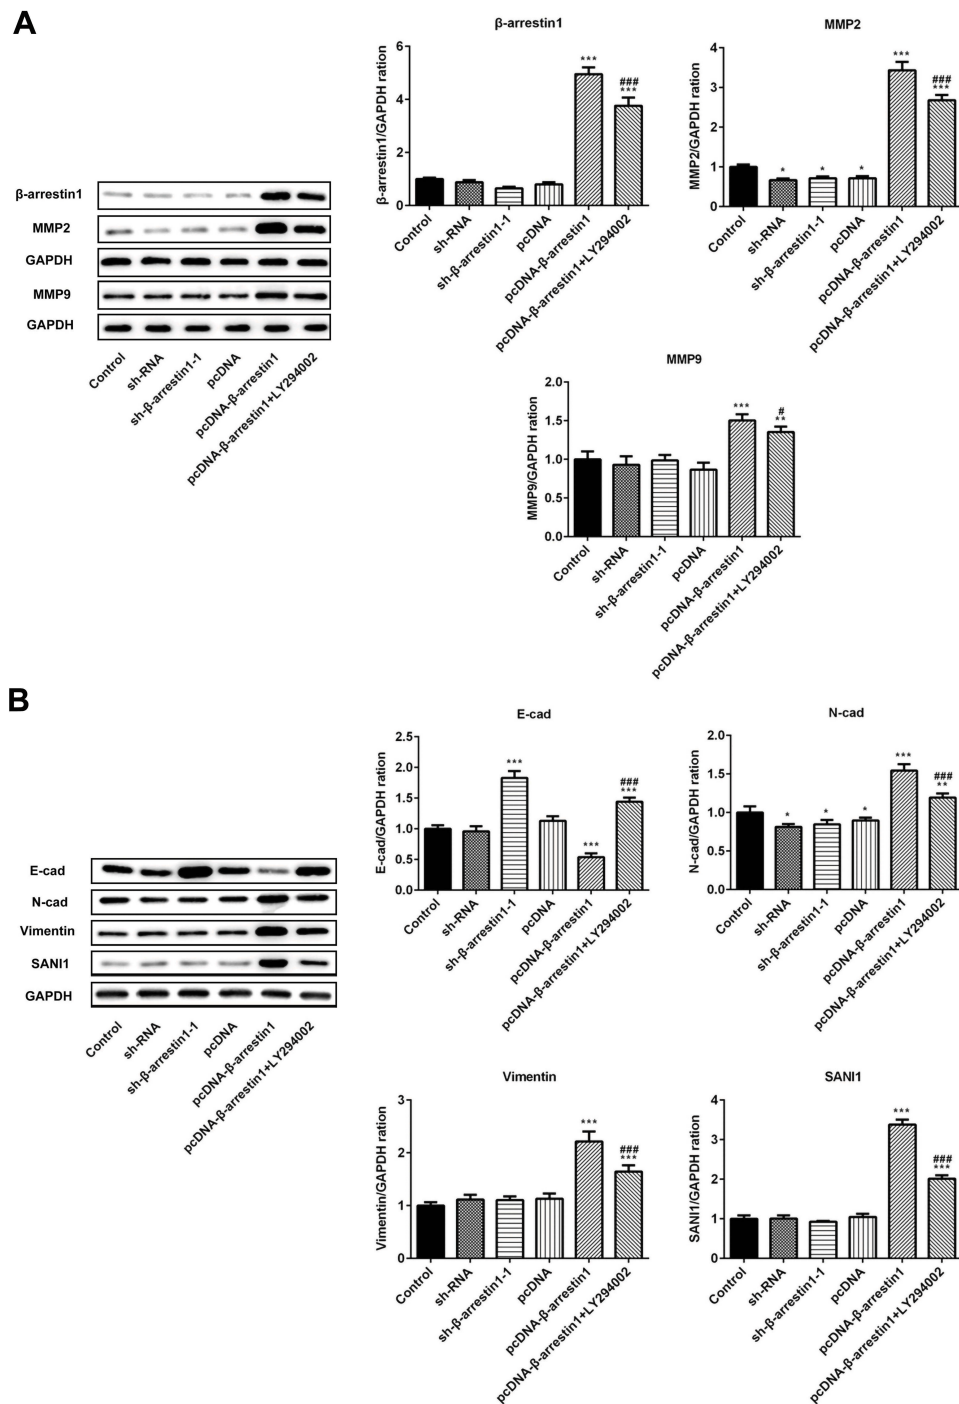 A
β-arrestin1
MMP2
GAPDH
MMP9
GAPDH
Control
sh-RNA
sh-β-arrestin1-1
pcDNA
pcDNA-β-arrestin1
pcDNA-β-arrestin1+LY294002
β-arrestin1
β-arrestin1/GAPDH ration
6
4
2
0
***
###
***
Control
sh-RNA
sh-β-arrestin1-1
pcDNA
pcDNA-β-arrestin1
pcDNA-β-arrestin1+LY294002
MMP2
MMP2/GAPDH ration
4
3
2
1
0
*
*
*
***
###
***
Control
sh-RNA
sh-β-arrestin1-1
pcDNA
pcDNA-β-arrestin1
pcDNA-β-arrestin1+LY294002
MMP9
MMP9/GAPDH ration
2.0
1.5
1.0
0.5
0.0
***
#
**
Control
sh-RNA
sh-β-arrestin1-1
pcDNA
pcDNA-β-arrestin1
pcDNA-β-arrestin1+LY294002
B
E-cad
N-cad
Vimentin
SANI1
GAPDH
Control
sh-RNA
sh-β-arrestin1-1
pcDNA
pcDNA-β-arrestin1
pcDNA-β-arrestin1+LY294002
E-cad
E-cad/GAPDH ration
2.5
2.0
1.5
1.0
0.5
0.0
***
***
###
***
Control
sh-RNA
sh-β-arrestin1-1
pcDNA
pcDNA-β-arrestin1
pcDNA-β-arrestin1+LY294002
N-cad
N-cad/GAPDH ration
2.0
1.5
1.0
0.5
0.0
*
*
*
***
###
**
Control
sh-RNA
sh-β-arrestin1-1
pcDNA
pcDNA-β-arrestin1
pcDNA-β-arrestin1+LY294002
Vimentin
Vimentin/GAPDH ration
3
2
1
0
***
###
***
Control
sh-RNA
sh-β-arrestin1-1
pcDNA
pcDNA-β-arrestin1
pcDNA-β-arrestin1+LY294002
SANI1
SANI1/GAPDH ration
4
3
2
1
0
***
###
***
Control
sh-RNA
sh-β-arrestin1-1
pcDNA
pcDNA-β-arrestin1
pcDNA-β-arrestin1+LY294002